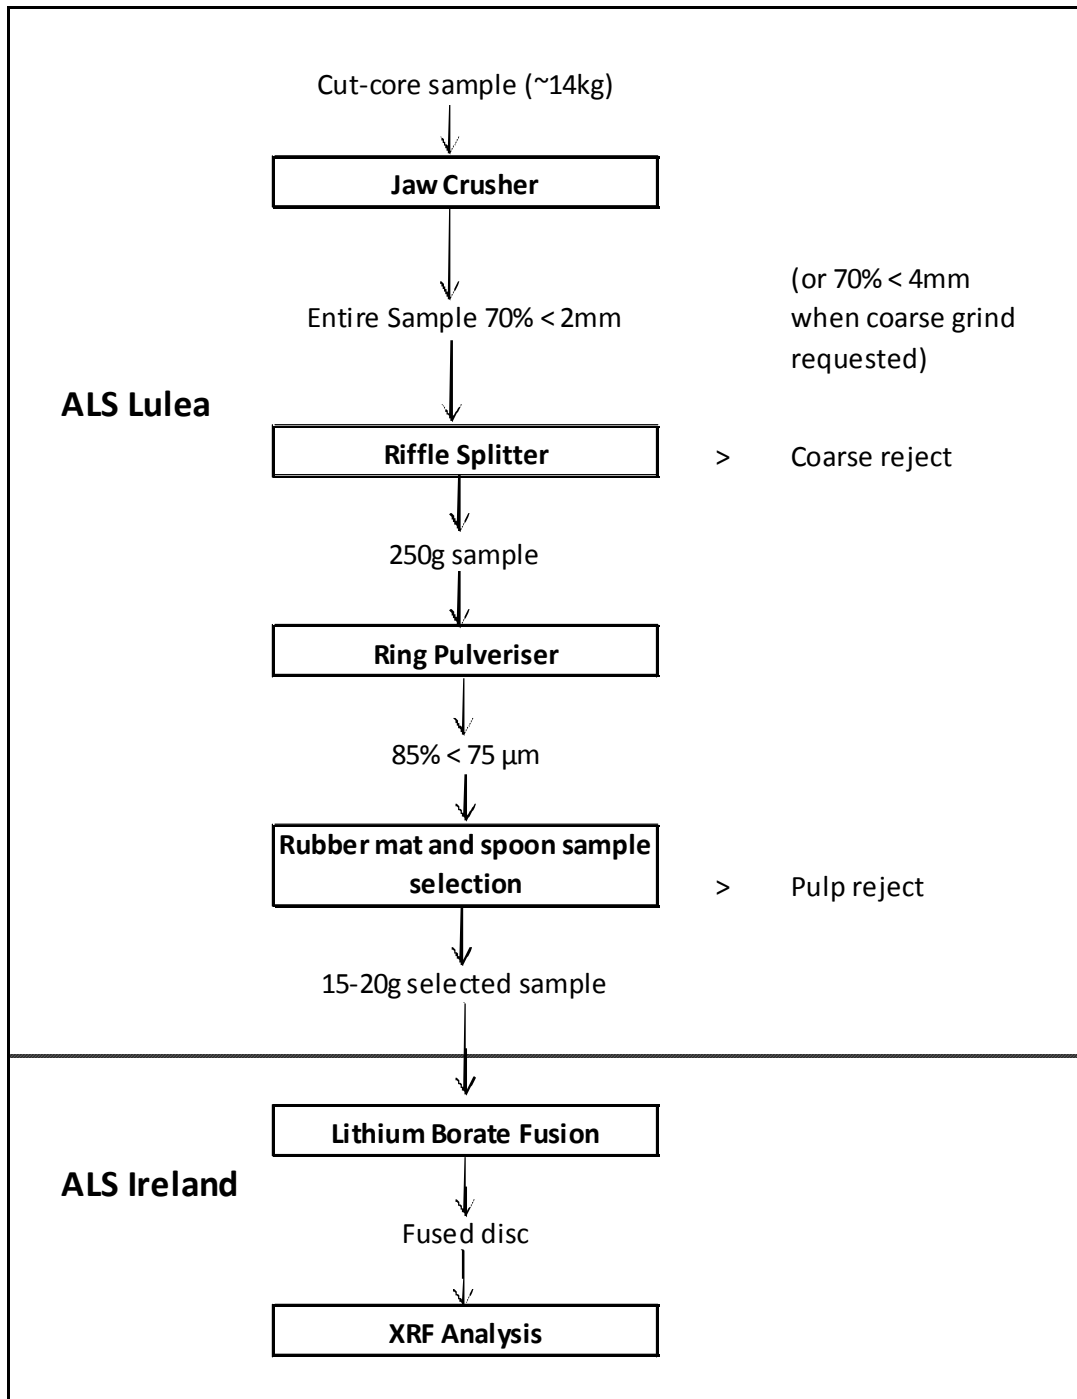 Cut-core sample (~14kg)
Jaw Crusher
(or 70% < 4mm
when coarse grind
requested)
Entire Sample 70% < 2mm
ALS Lulea
Riffle Splitter > Coarse reject
250g sample
Ring Pulveriser
85% < 75 µm
Rubber mat and spoon sample
selection > Pulp reject
15-20g selected sample
Lithium Borate Fusion
ALS Ireland
Fused disc
XRF Analysis